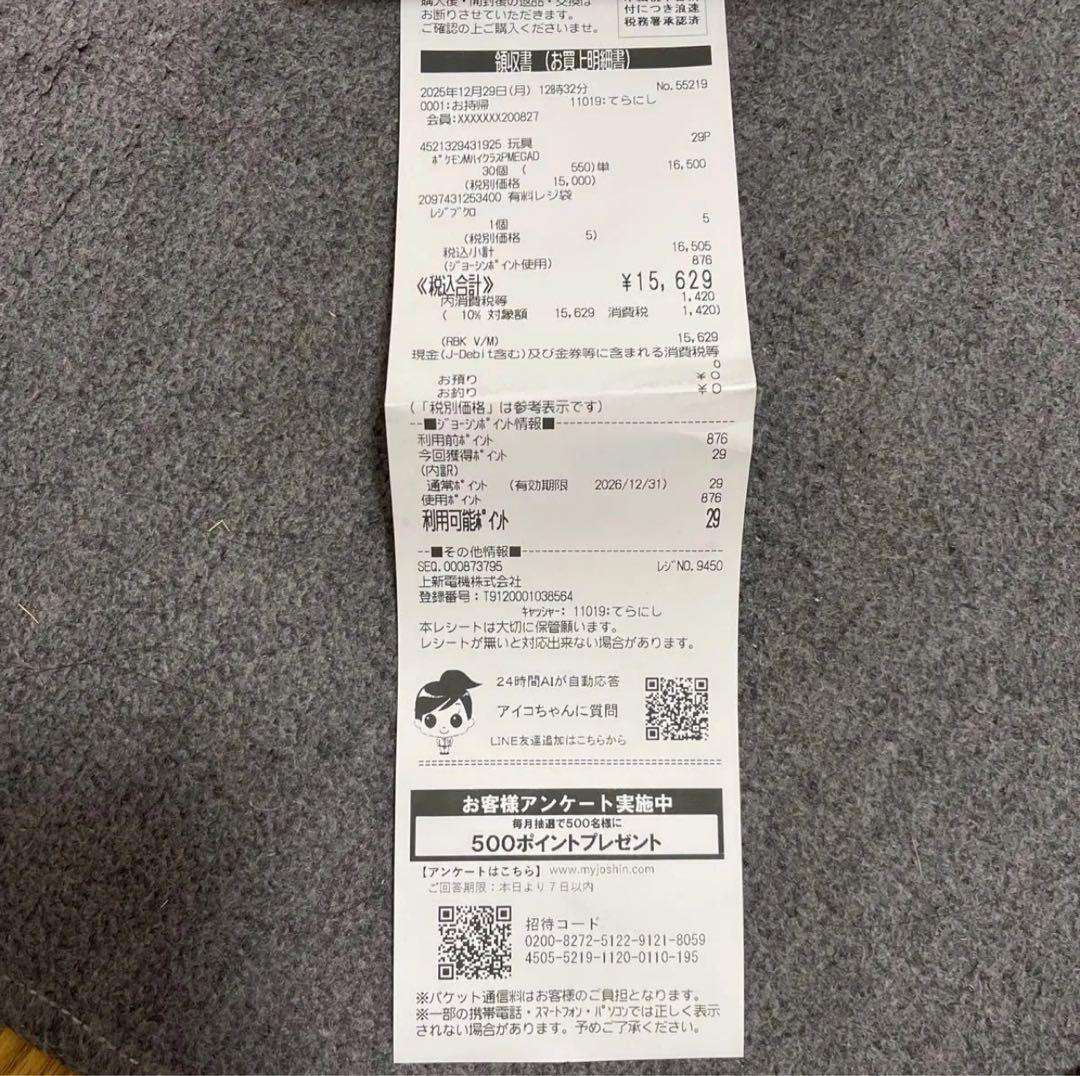 購入後・開封後の返品・交換は
お断りさせていただきます。
ご確認の上ご購入くださいませ。
付につき浪速
税務署承認済
領収書 (お買上明細書)
2025年12月29日(月) 12時32分 No.55219
0001:お持帰 11019:てらにし
会員:XXXXXXX200827
4521329431925 玩具 29P
ﾎﾟｹﾓﾝMﾊｲｸﾗｽPMEGAD
30個 ( 550)単 16,500
(税別価格 15,000)
2097431253400 有料レジ袋
ﾚｼﾞﾌﾞｸﾛ
1個 5
(税別価格 5)
税込小計 16,505
(ｼﾞｮｰｼﾝﾎﾟｲﾝﾄ使用) 876
《税込合計》 ¥15,629
内消費税等 1,420
( 10% 対象額 15,629 消費税 1,420)
(RBK V/M) 15,629
現金(J-Debit含む)及び金券等に含まれる消費税等
0
お預り ¥0
お釣り ¥0
(「税別価格」は参考表示です)
--■ｼﾞｮｰｼﾝﾎﾟｲﾝﾄ情報■--
利用前ﾎﾟｲﾝﾄ 876
今回獲得ﾎﾟｲﾝﾄ 29
(内訳)
通常ﾎﾟｲﾝﾄ (有効期限 2026/12/31) 29
使用ﾎﾟｲﾝﾄ 876
利用可能ﾎﾟｲﾝﾄ 29
--■その他情報■--
SEQ.000873795 ﾚｼﾞNO.9450
上新電機株式会社
登録番号:T9120001038564
ｷｬｯｼｬｰ: 11019:てらにし
本レシートは大切に保管願います。
レシートが無いと対応出来ない場合があります。
24時間AIが自動応答
アイコちゃんに質問
LINE友達追加はこちらから
お客様アンケート実施中
毎月抽選で500名様に
500ポイントプレゼント
【アンケートはこちら】www.myjoshin.com
ご回答期限:本日より7日以内
招待コード
0200-8272-5122-9121-8059
4505-5219-1120-0110-195
※パケット通信料はお客様のご負担となります。
※一部の携帯電話・ｽﾏｰﾄﾌｫﾝ・ﾊﾟｿｺﾝでは正しく表示
されない場合があります。予めご了承ください。